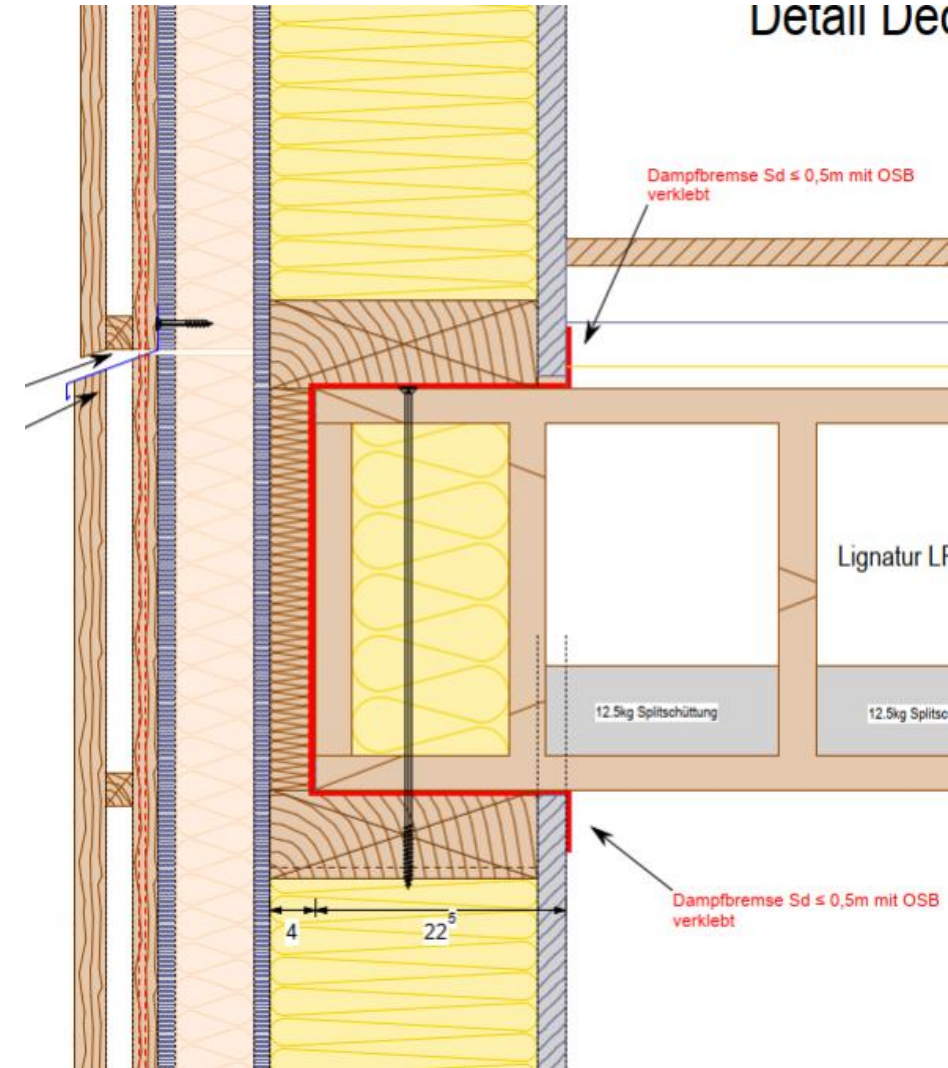 Detail Dec
Dampfbremse Sd ≤ 0,5m mit OSB
verklebt
Lignatur LF
12.5kg Splitschüttung
12.5kg Splitsc
Dampfbremse Sd ≤ 0,5m mit OSB
verklebt
4
22⁵